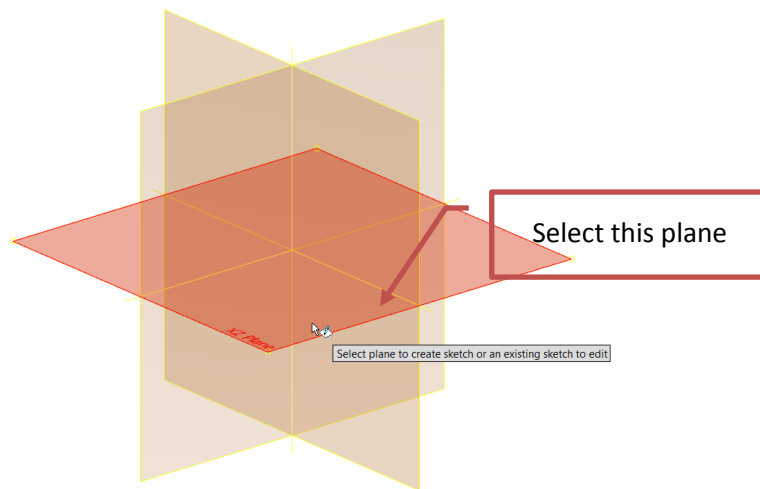 Select this plane
XZ Plane
Select plane to create sketch or an existing sketch to edit